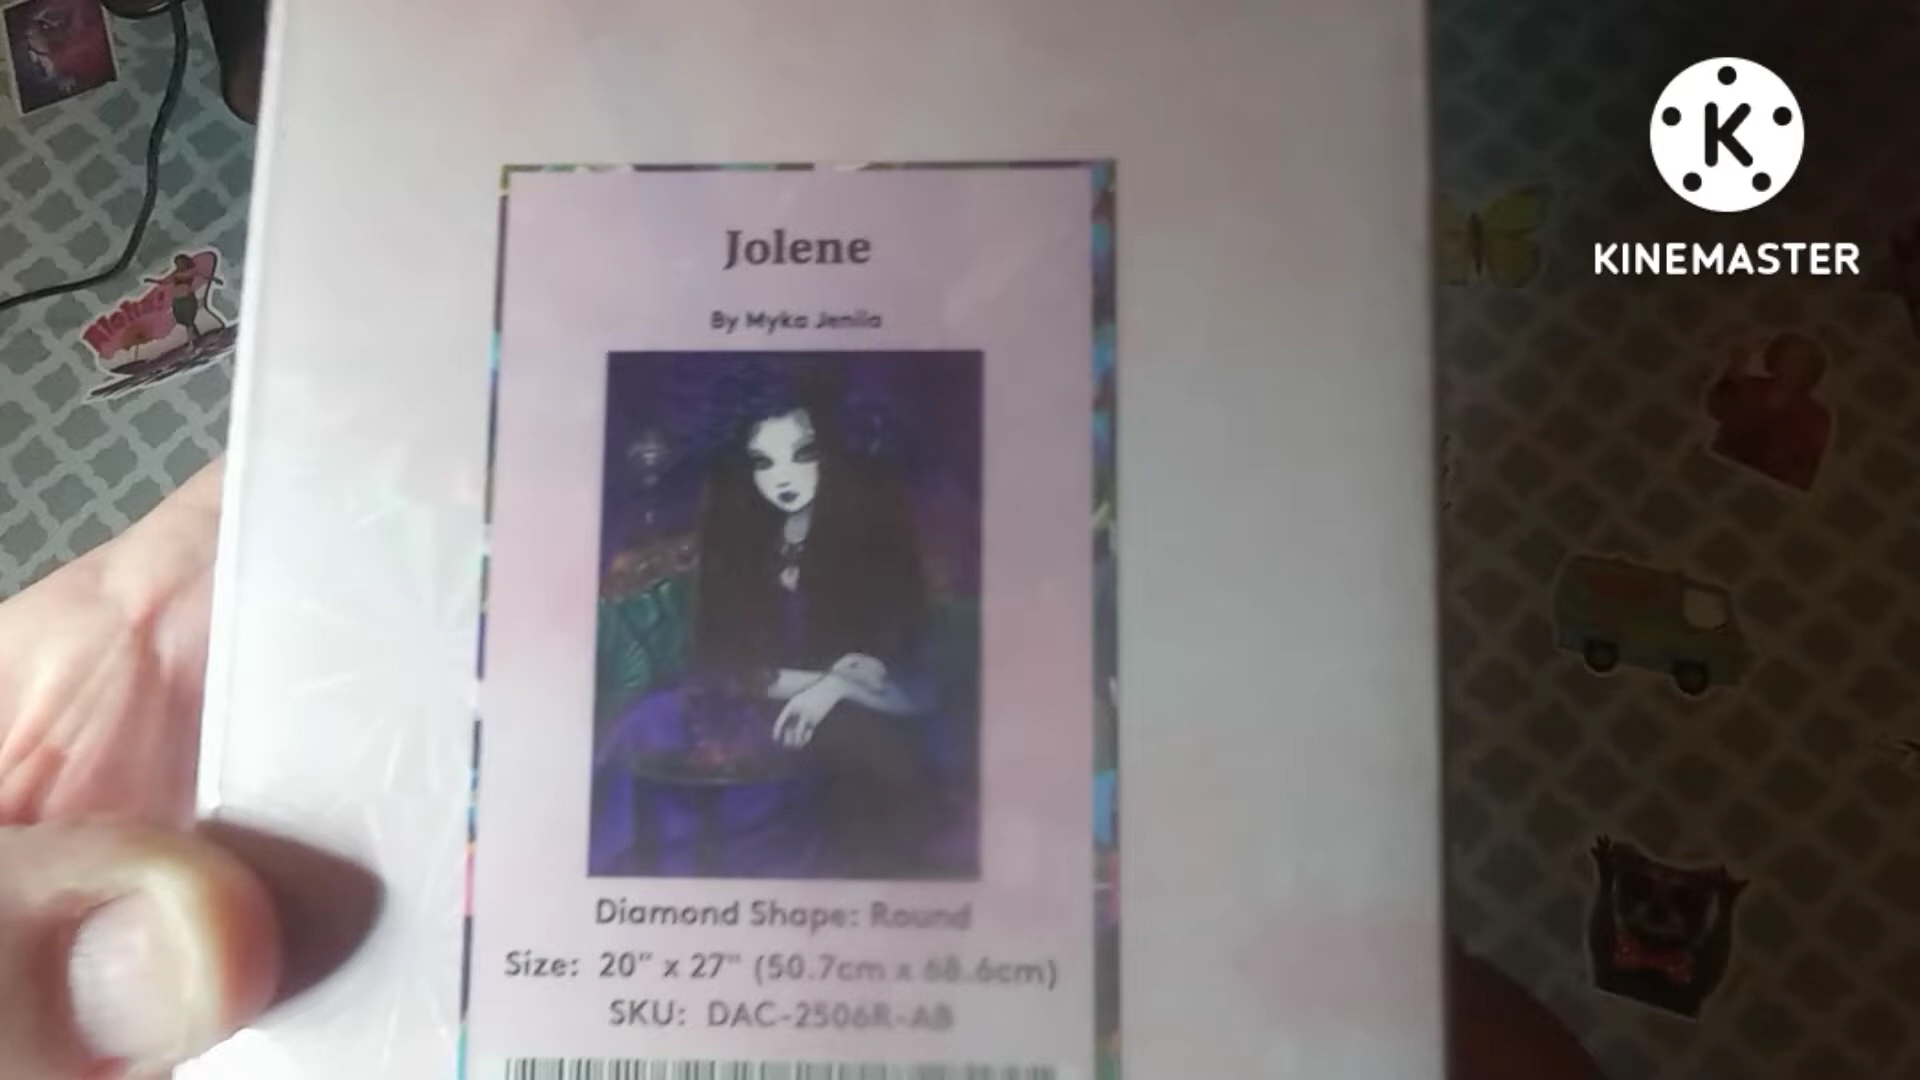 Jolene
By Myka Jenila
Diamond Shape: Round
Size: 20" x 27" (50.7cm x 68.6cm)
SKU: DAC-2506R-AB
K
KINEMASTER
Aloha!